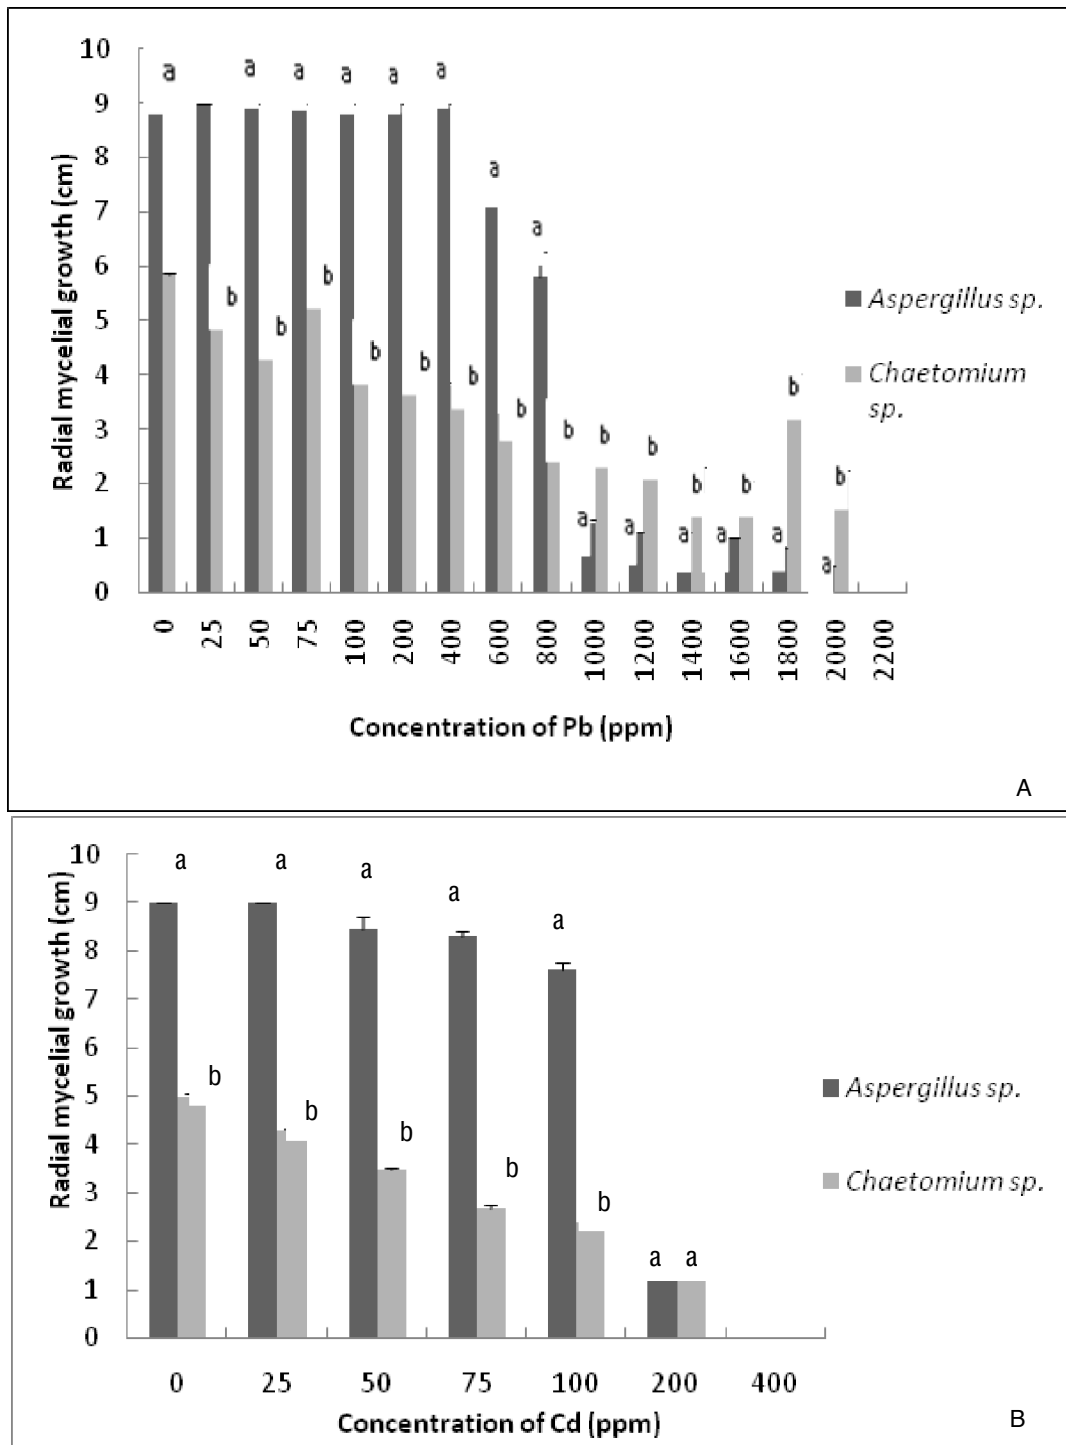 10
9
8
7
6
5
4
3
2
1
0
Radial mycelial growth (cm)
a a a a a a a a
b b b b b b b b
a a a a a a
b b b b b b
0 25 50 75 100 200 400 600 800 1000 1200 1400 1600 1800 2000 2200
Concentration of Pb (ppm)
Aspergillus sp.
Chaetomium
sp.
A
10
9
8
7
6
5
4
3
2
1
0
Radial mycelial growth (cm)
a a a a a
b b b b b
a a
0 25 50 75 100 200 400
Concentration of Cd (ppm)
Aspergillus sp.
Chaetomium sp.
B